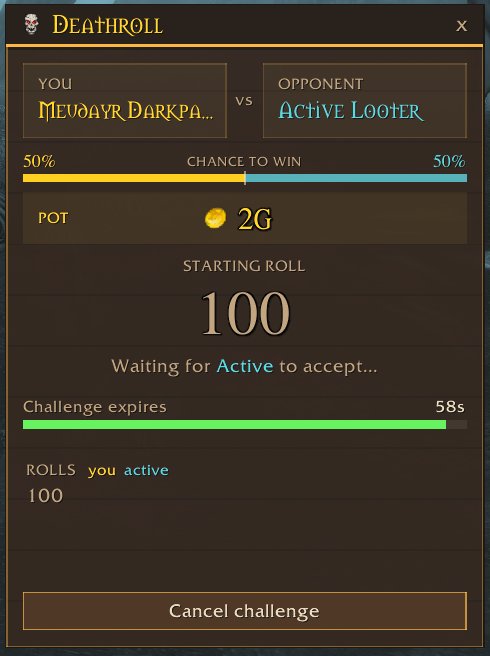 Deathroll
x
YOU
Meudayr Darkpa...
vs
OPPONENT
Active Looter
50%
CHANCE TO WIN
50%
POT
2G
STARTING ROLL
100
Waiting for Active to accept...
Challenge expires
58s
ROLLS you active
100
Cancel challenge